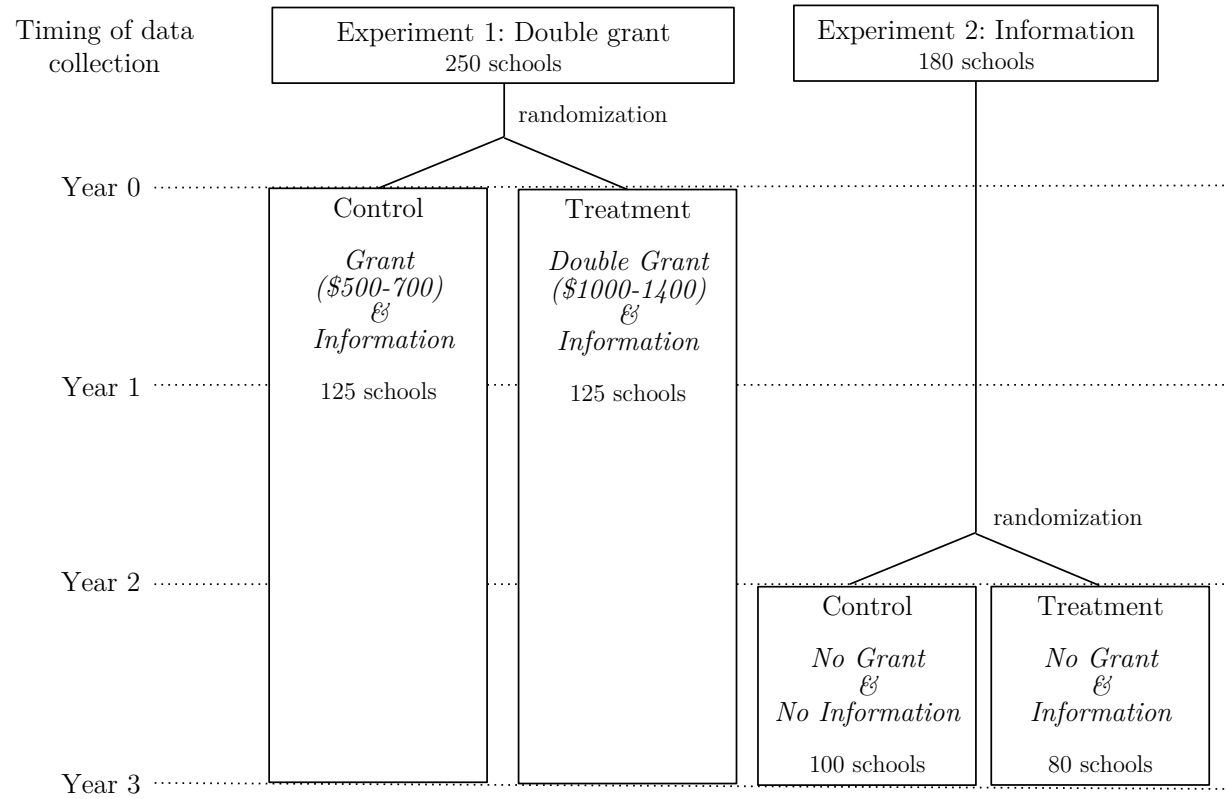 Timing of data
collection
Experiment 1: Double grant
250 schools
Experiment 2: Information
180 schools
randomization
Year 0
Control
Grant
($500-700)
&
Information
125 schools
Treatment
Double Grant
($1000-1400)
&
Information
125 schools
Year 1
randomization
Year 2
Control
No Grant
&
No Information
100 schools
Treatment
No Grant
&
Information
80 schools
Year 3